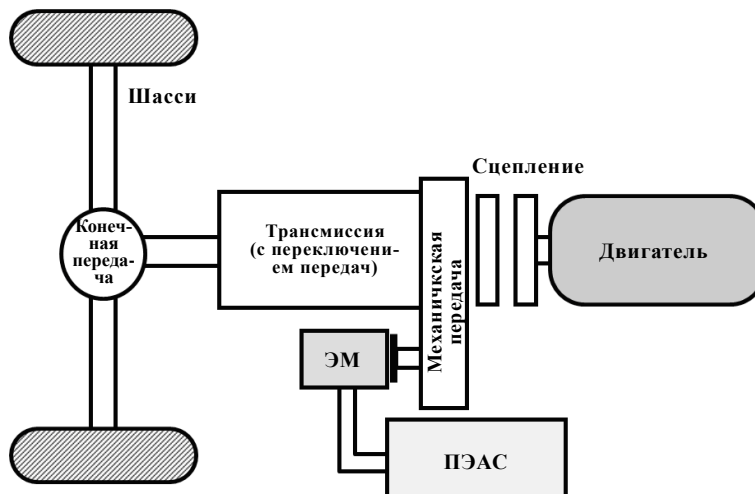 Шасси
Сцепление
Конеч-
ная
переда-
ча
Трансмиссия
(с переключени-
ем передач)
Механичкская
передача
Двигатель
ЭМ
ПЭАС